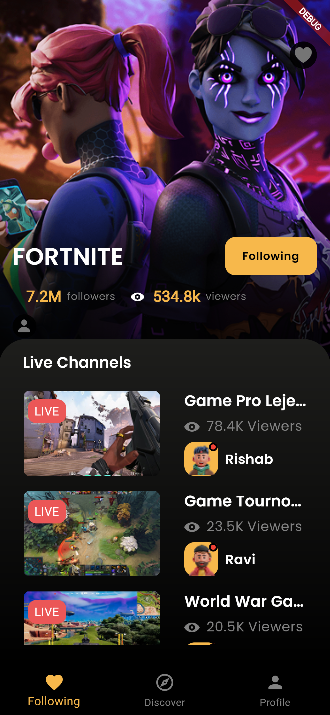 DEBUG
FORTNITE
Following
7.2M followers 534.8k viewers
Live Channels
LIVE
Game Pro Leje...
78.4K Viewers
Rishab
LIVE
Game Tourno...
23.5K Viewers
Ravi
LIVE
World War Ga...
20.5K Viewers
Following
Discover
Profile